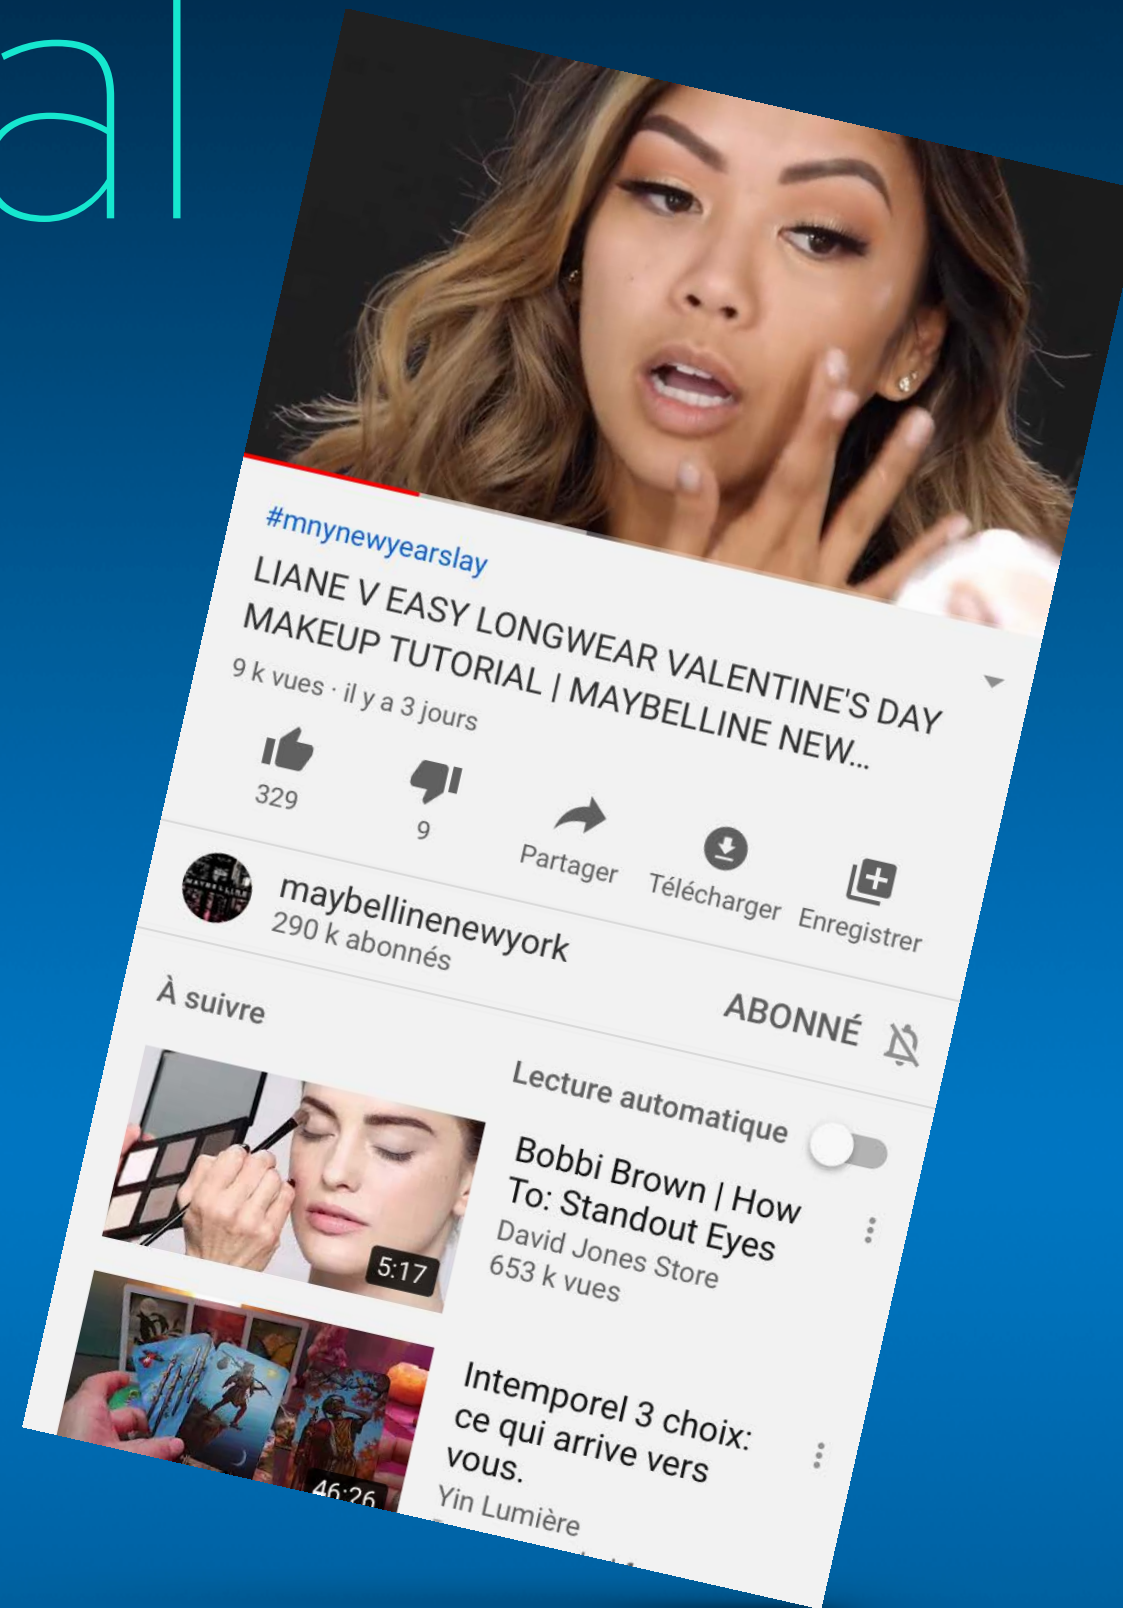 al
#mnynewyearslay
LIANE V EASY LONGWEAR VALENTINE'S DAY
MAKEUP TUTORIAL | MAYBELLINE NEW...
9 k vues · il y a 3 jours
329
9
Partager
Télécharger
Enregistrer
MAYBELLINE
maybellinenewyork
290 k abonnés
ABONNÉ
À suivre
Lecture automatique
5:17
Bobbi Brown | How
To: Standout Eyes
David Jones Store
653 k vues
46:26
Intemporel 3 choix:
ce qui arrive vers
vous.
Yin Lumière